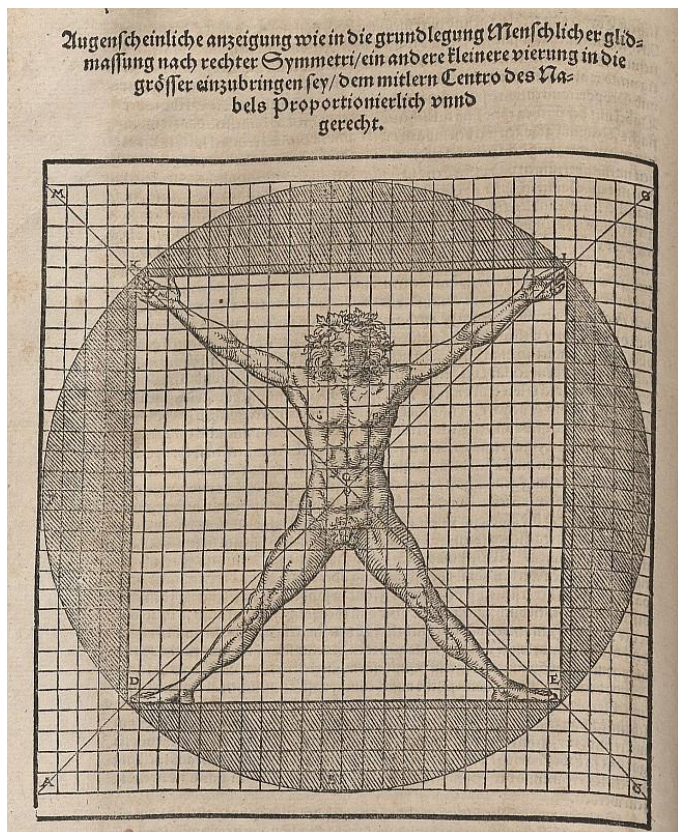 Augenscheinliche anzeigung wie in die grundlegung Menschlicher glid-
massung nach rechter Symmetri/ein andere kleinere vierung in die
grösser einzubringen sey/dem mitlern Centro des Na-
bels Proportionierlich vnnd
gerecht.
M
K
D
E
A